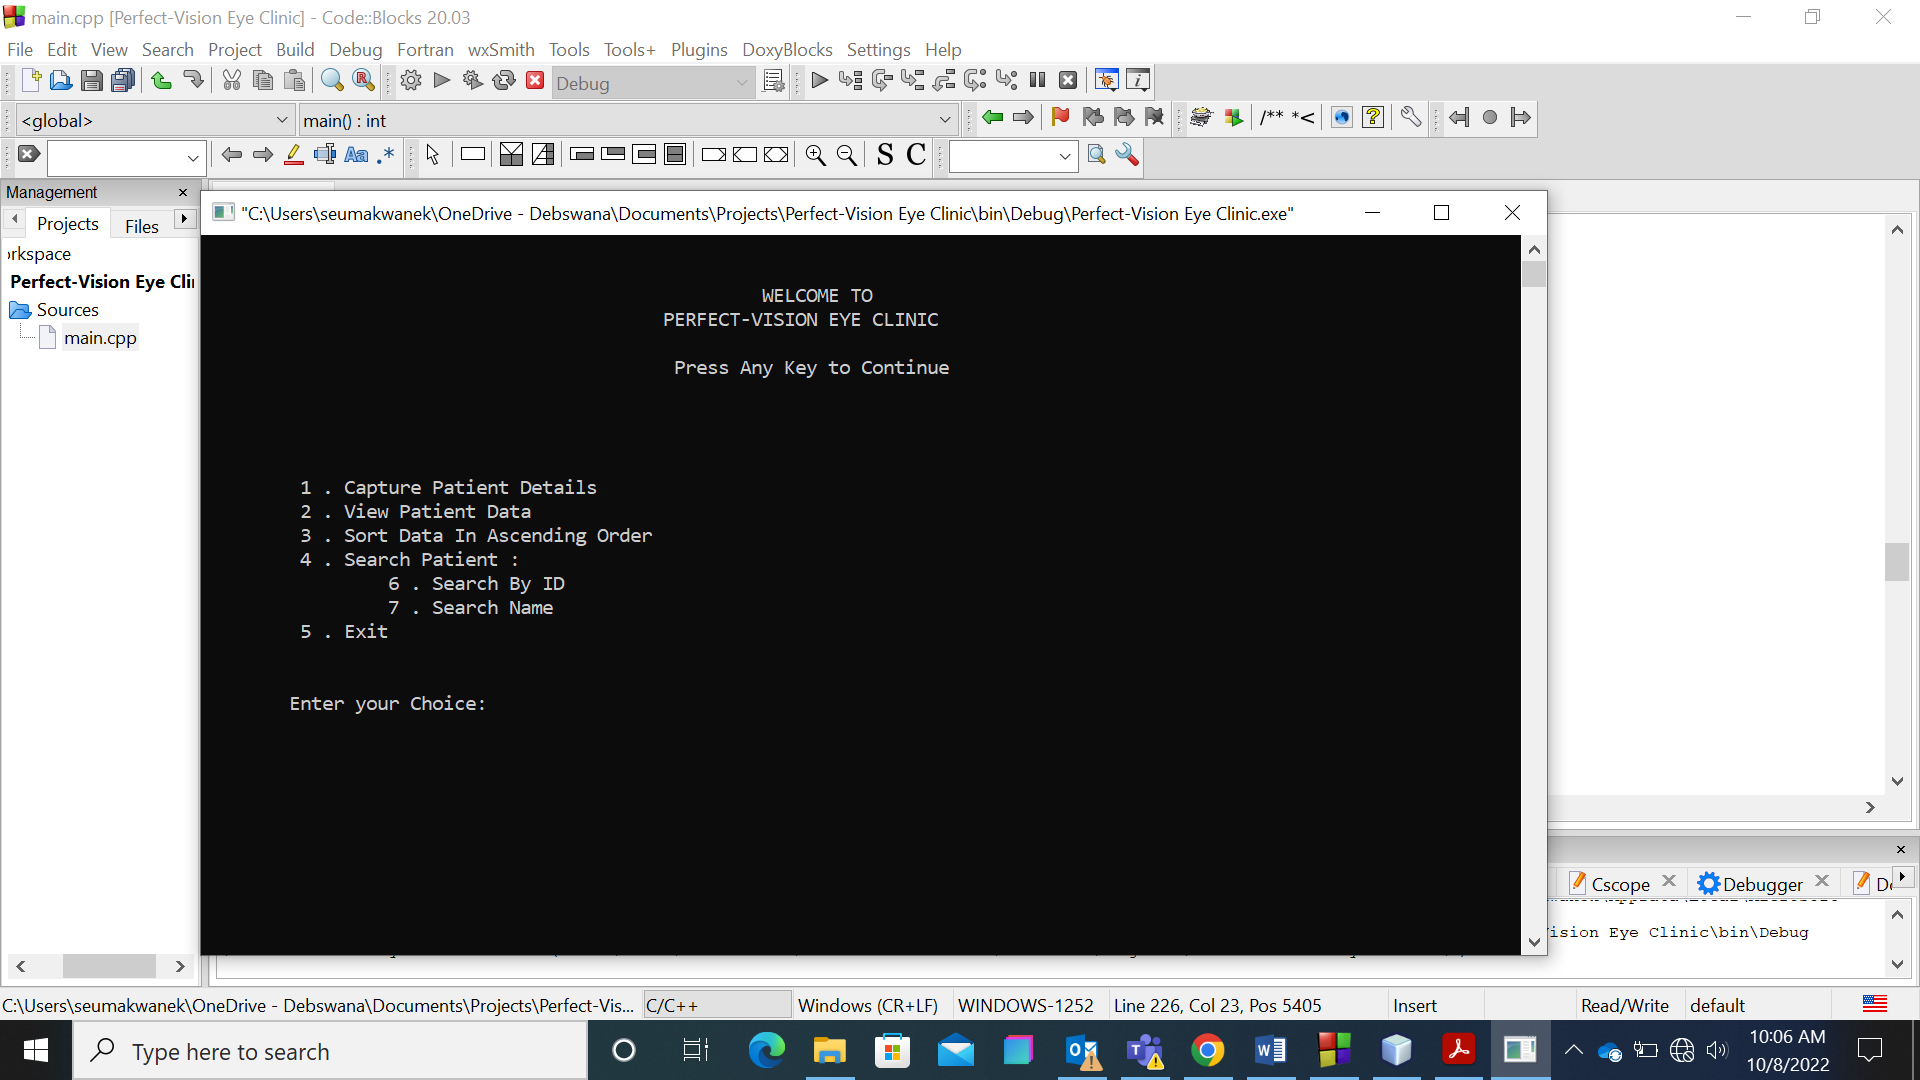 main.cpp [Perfect-Vision Eye Clinic] - Code::Blocks 20.03
File Edit View Search Project Build Debug Fortran wxSmith Tools Tools+ Plugins DoxyBlocks Settings Help
Debug
<global> main() : int /** *<
Aa .* S C
Management
Projects Files
orkspace
Perfect-Vision Eye Clin
Sources
main.cpp
"C:\Users\seumakwanek\OneDrive - Debswana\Documents\Projects\Perfect-Vision Eye Clinic\bin\Debug\Perfect-Vision Eye Clinic.exe"
WELCOME TO
PERFECT-VISION EYE CLINIC
Press Any Key to Continue
1 . Capture Patient Details
2 . View Patient Data
3 . Sort Data In Ascending Order
4 . Search Patient :
6 . Search By ID
7 . Search Name
5 . Exit
Enter your Choice:
Cscope Debugger
ision Eye Clinic\bin\Debug
C:\Users\seumakwanek\OneDrive - Debswana\Documents\Projects\Perfect-Vis... C/C++ Windows (CR+LF) WINDOWS-1252 Line 226, Col 23, Pos 5405 Insert Read/Write default
Type here to search
10:06 AM
10/8/2022